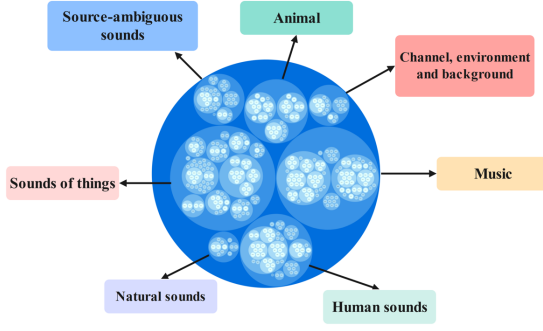 Source-ambiguous
sounds
Animal
Channel, environment
and background
Sounds of things
Music
Natural sounds
Human sounds